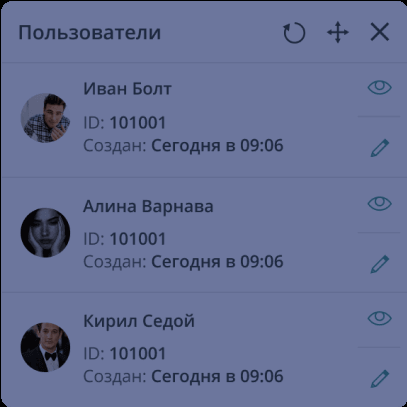 Пользователи
Иван Болт
ID: 101001
Создан: Сегодня в 09:06
Алина Варнава
ID: 101001
Создан: Сегодня в 09:06
Кирил Седой
ID: 101001
Создан: Сегодня в 09:06